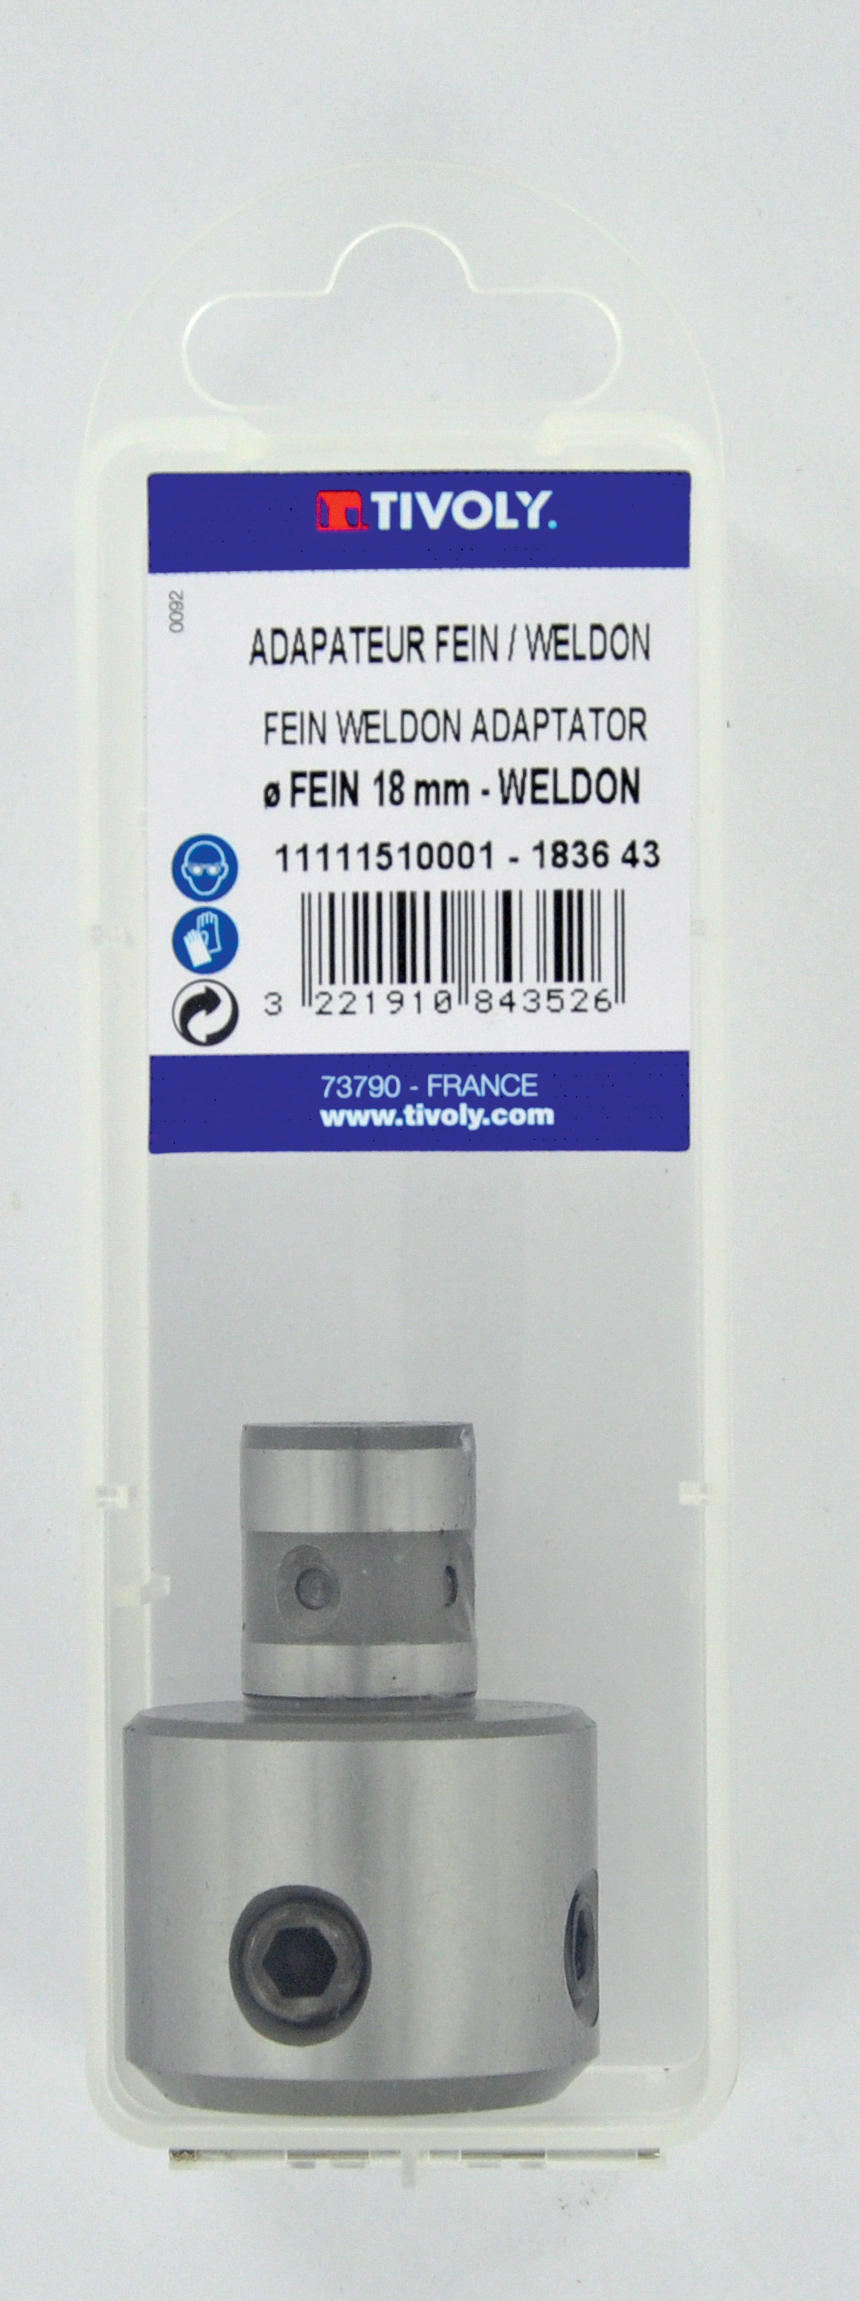 TIVOLY.
0092
ADAPATEUR FEIN / WELDON
FEIN WELDON ADAPTATOR
ø FEIN 18 mm - WELDON
11111510001 - 1836 43
3 221910 843526
73790 - FRANCE
www.tivoly.com